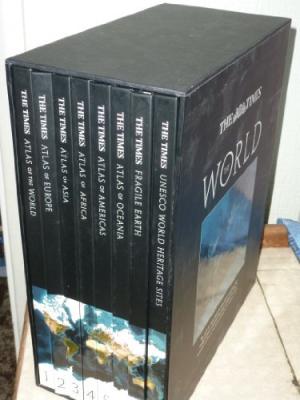 THE TIMES ATLAS OF THE WORLD
THE TIMES ATLAS OF EUROPE
THE TIMES ATLAS OF ASIA
THE TIMES ATLAS OF AFRICA
THE TIMES ATLAS OF AMERICAS
THE TIMES ATLAS OF OCEANIA
THE TIMES FRAGILE EARTH
THE TIMES UNESCO WORLD HERITAGE SITES
1 2 3 4
THE TIMES
WORLD